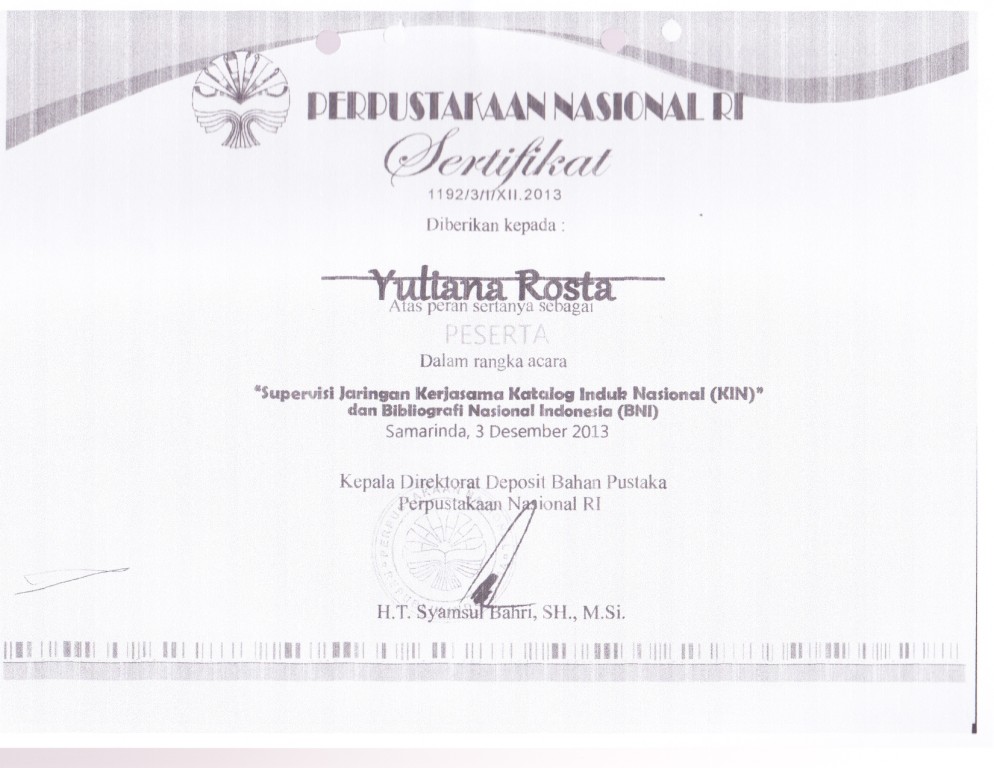 PERPUSTAKAAN NASIONAL RI
Sertifikat
1192/3/1/XII.2013
Diberikan kepada :
Yuliana Rosta
Atas peran sertanya sebagai
PESERTA
Dalam rangka acara
"Supervisi Jaringan Kerjasama Katalog Induk Nasional (KIN)"
dan Bibliografi Nasional Indonesia (BNI)
Samarinda, 3 Desember 2013
Kepala Direktorat Deposit Bahan Pustaka
Perpustakaan Nasional RI
H.T. Syamsul Bahri, SH., M.Si.